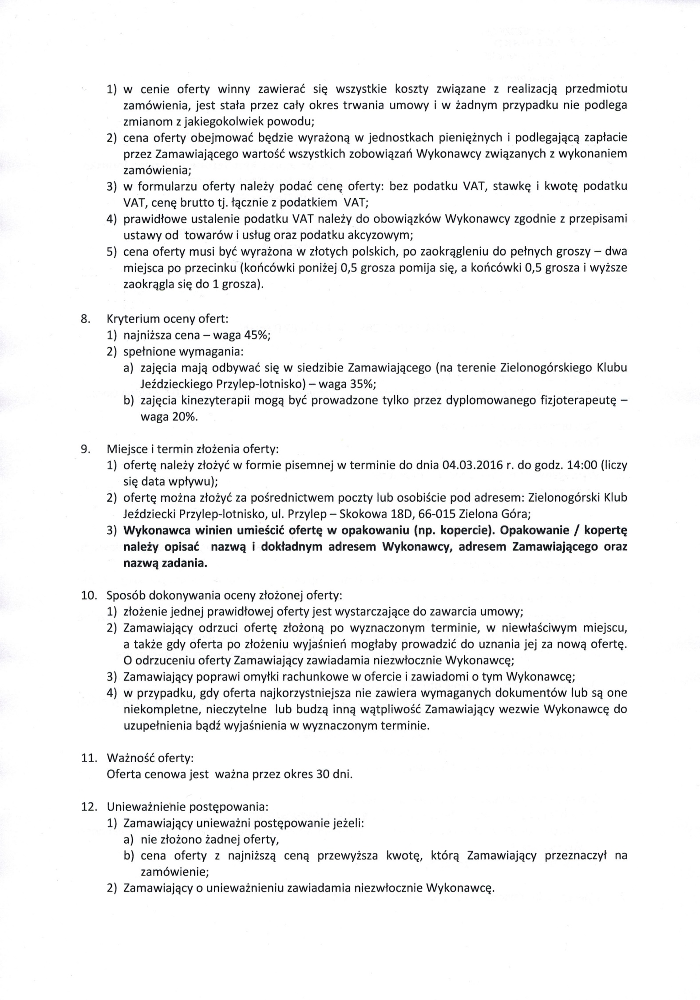 1) w cenie oferty winny zawierać się wszystkie koszty związane z realizacją przedmiotu
zamówienia, jest stała przez cały okres trwania umowy i w żadnym przypadku nie podlega
zmianom z jakiegokolwiek powodu;
2) cena oferty obejmować będzie wyrażoną w jednostkach pieniężnych i podlegającą zapłacie
przez Zamawiającego wartość wszystkich zobowiązań Wykonawcy związanych z wykonaniem
zamówienia;
3) w formularzu oferty należy podać cenę oferty: bez podatku VAT, stawkę i kwotę podatku
VAT, cenę brutto tj. łącznie z podatkiem VAT;
4) prawidłowe ustalenie podatku VAT należy do obowiązków Wykonawcy zgodnie z przepisami
ustawy od towarów i usług oraz podatku akcyzowym;
5) cena oferty musi być wyrażona w złotych polskich, po zaokrągleniu do pełnych groszy – dwa
miejsca po przecinku (końcówki poniżej 0,5 grosza pomija się, a końcówki 0,5 grosza i wyższe
zaokrągla się do 1 grosza).
8. Kryterium oceny ofert:
1) najniższa cena – waga 45%;
2) spełnione wymagania:
a) zajęcia mają odbywać się w siedzibie Zamawiającego (na terenie Zielonogórskiego Klubu
Jeździeckiego Przylep-lotnisko) – waga 35%;
b) zajęcia kinezyterapii mogą być prowadzone tylko przez dyplomowanego fizjoterapeutę –
waga 20%.
9. Miejsce i termin złożenia oferty:
1) ofertę należy złożyć w formie pisemnej w terminie do dnia 04.03.2016 r. do godz. 14:00 (liczy
się data wpływu);
2) ofertę można złożyć za pośrednictwem poczty lub osobiście pod adresem: Zielonogórski Klub
Jeździecki Przylep-lotnisko, ul. Przylep – Skokowa 18D, 66-015 Zielona Góra;
3) Wykonawca winien umieścić ofertę w opakowaniu (np. kopercie). Opakowanie / kopertę
należy opisać nazwą i dokładnym adresem Wykonawcy, adresem Zamawiającego oraz
nazwą zadania.
10. Sposób dokonywania oceny złożonej oferty:
1) złożenie jednej prawidłowej oferty jest wystarczające do zawarcia umowy;
2) Zamawiający odrzuci ofertę złożoną po wyznaczonym terminie, w niewłaściwym miejscu,
a także gdy oferta po złożeniu wyjaśnień mogłaby prowadzić do uznania jej za nową ofertę.
O odrzuceniu oferty Zamawiający zawiadamia niezwłocznie Wykonawcę;
3) Zamawiający poprawi omyłki rachunkowe w ofercie i zawiadomi o tym Wykonawcę;
4) w przypadku, gdy oferta najkorzystniejsza nie zawiera wymaganych dokumentów lub są one
niekompletne, nieczytelne lub budzą inną wątpliwość Zamawiający wezwie Wykonawcę do
uzupełnienia bądź wyjaśnienia w wyznaczonym terminie.
11. Ważność oferty:
Oferta cenowa jest ważna przez okres 30 dni.
12. Unieważnienie postępowania:
1) Zamawiający unieważni postępowanie jeżeli:
a) nie złożono żadnej oferty,
b) cena oferty z najniższą ceną przewyższa kwotę, którą Zamawiający przeznaczył na
zamówienie;
2) Zamawiający o unieważnieniu zawiadamia niezwłocznie Wykonawcę.